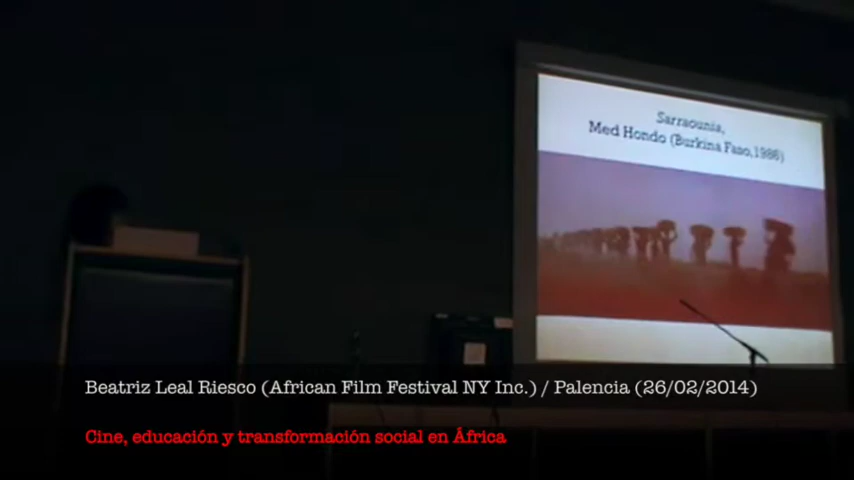 Sarraounia,
Med Hondo (Burkina Faso, 1986)
Beatriz Leal Riesco (African Film Festival NY Inc.) / Palencia (26/02/2014)
Cine, educación y transformación social en África